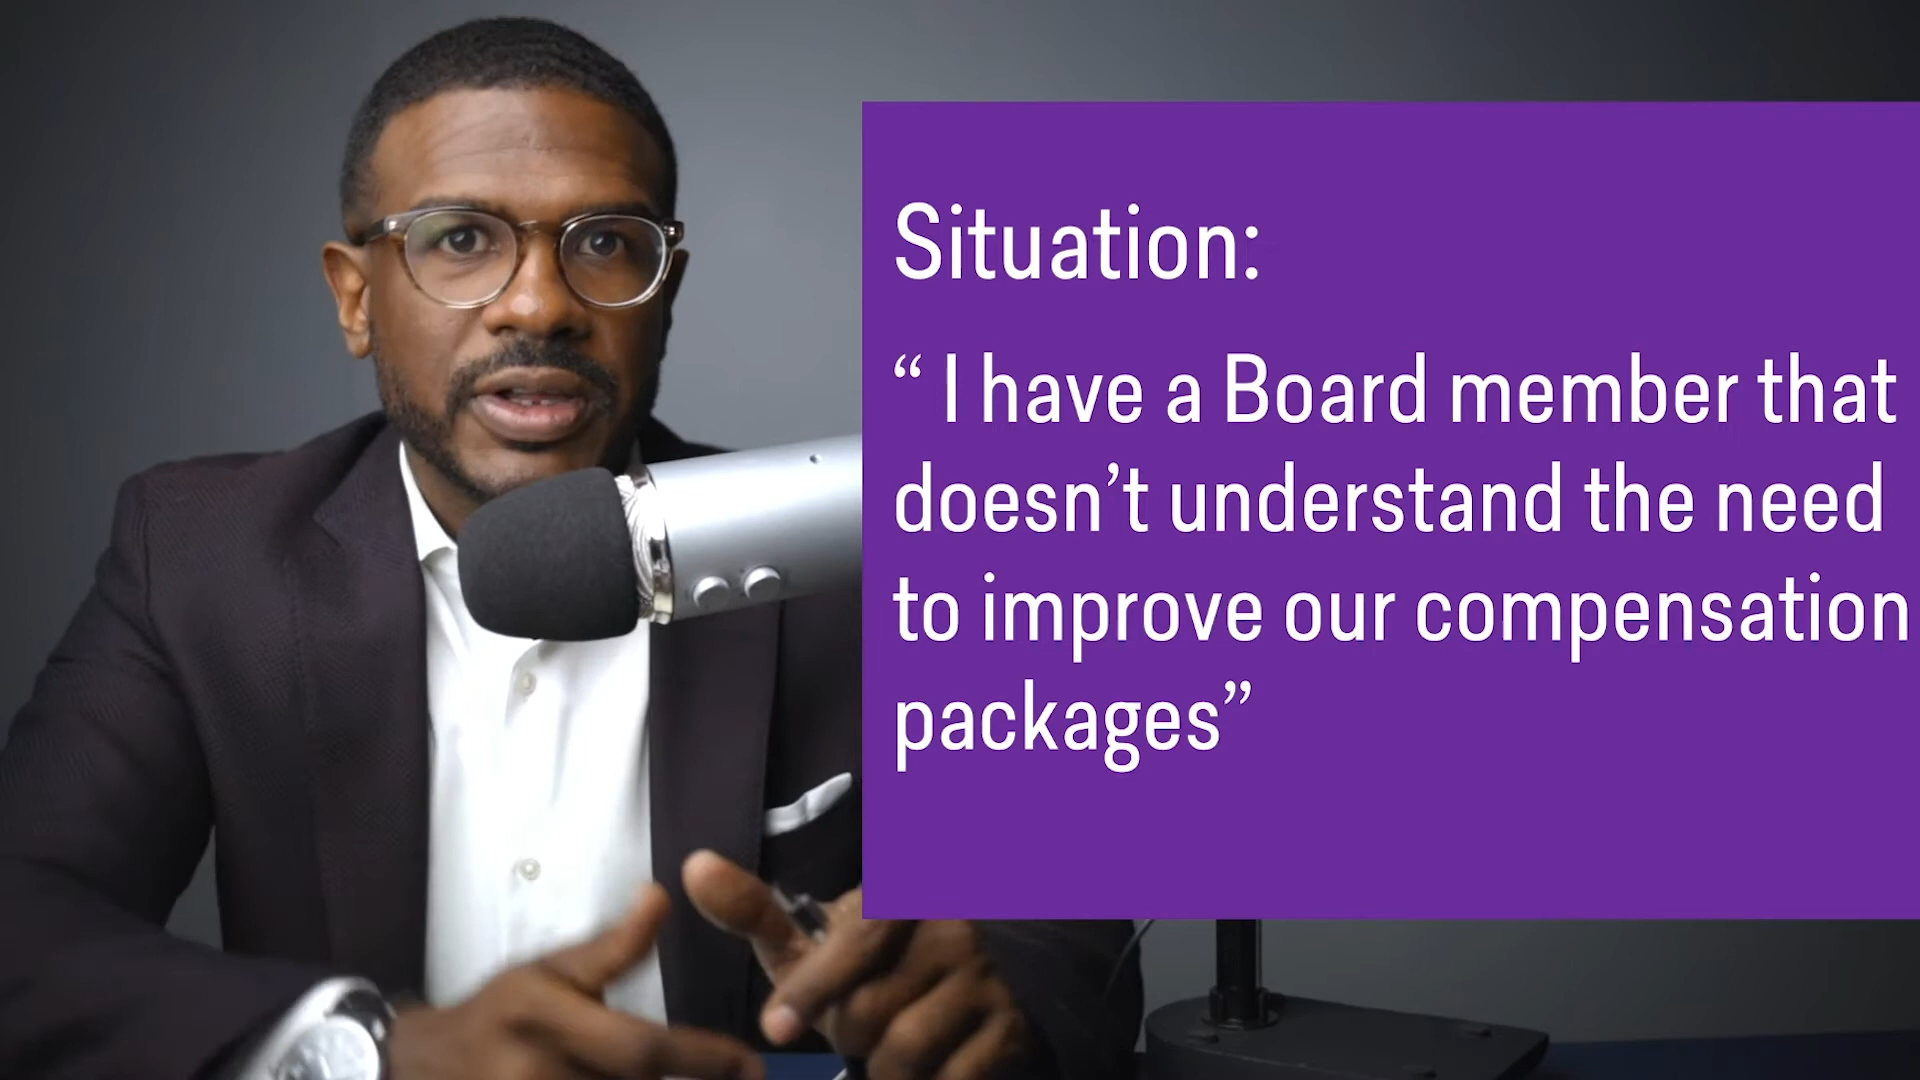 Situation:
“ I have a Board member that
doesn’t understand the need
to improve our compensation
packages”